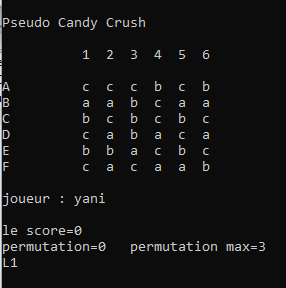 Pseudo Candy Crush
1 2 3 4 5 6
A c c c b c b
B a a b c a a
C b c b c b c
D c a b a c a
E b b a c b c
F c a c a a b
joueur : yani
le score=0
permutation=0 permutation max=3
L1